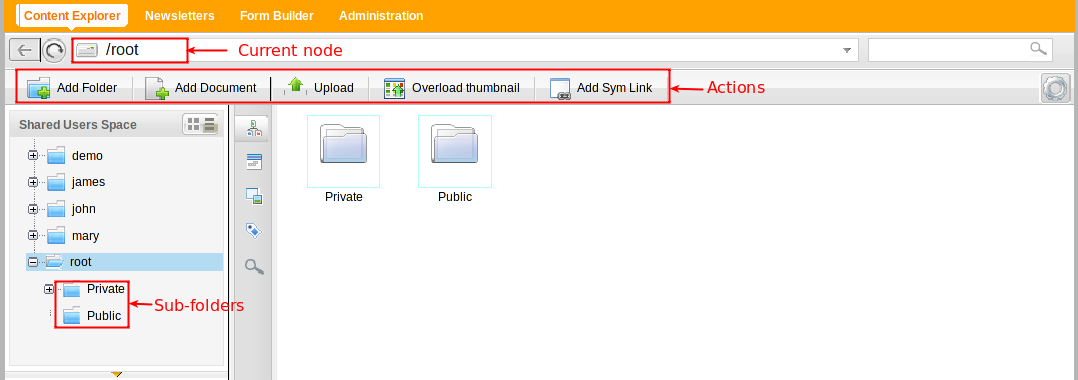 Content Explorer Newsletters Form Builder Administration
/root Current node
Add Folder Add Document Upload Overload thumbnail Add Sym Link Actions
Shared Users Space
demo
james
john
mary
root
Private
Public
Sub-folders
Private Public